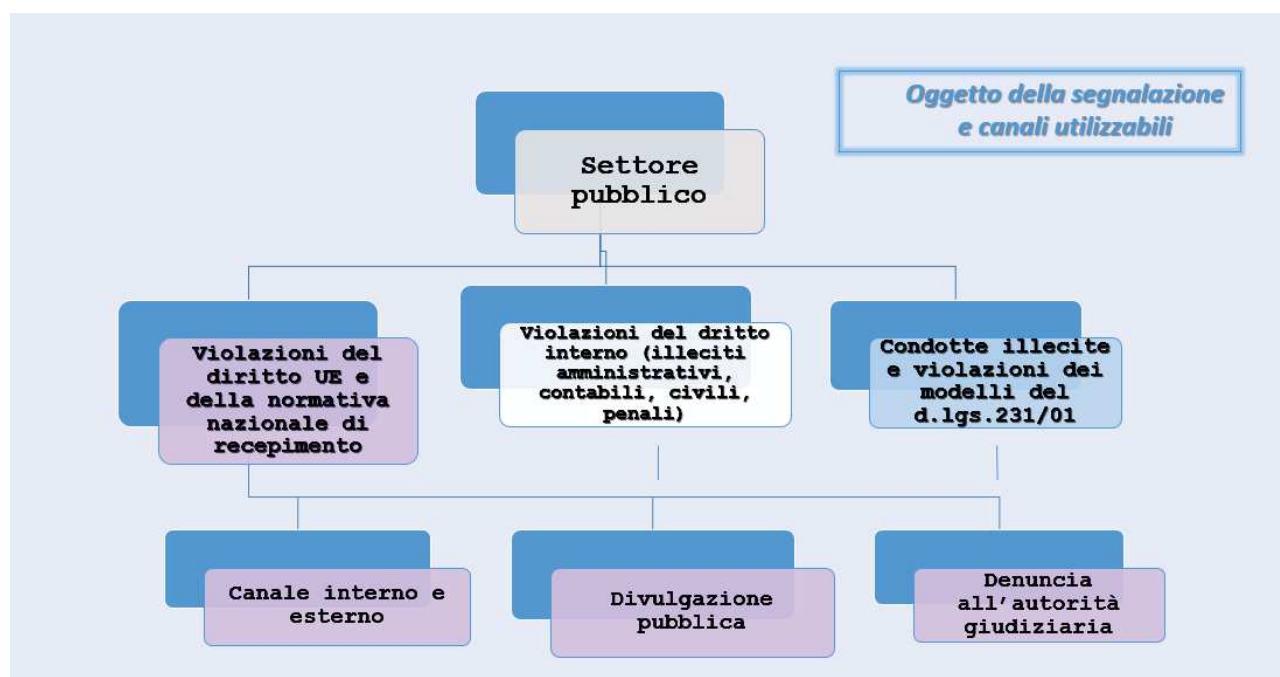 Oggetto della segnalazione
e canali utilizzabili
Settore
pubblico
Violazioni del
diritto UE e
della normativa
nazionale di
recepimento
Violazioni del dritto
interno (illeciti
amministrativi,
contabili, civili,
penali)
Condotte illecite
e violazioni dei
modelli del
d.lgs.231/01
Canale interno e
esterno
Divulgazione
pubblica
Denuncia
all'autorità
giudiziaria